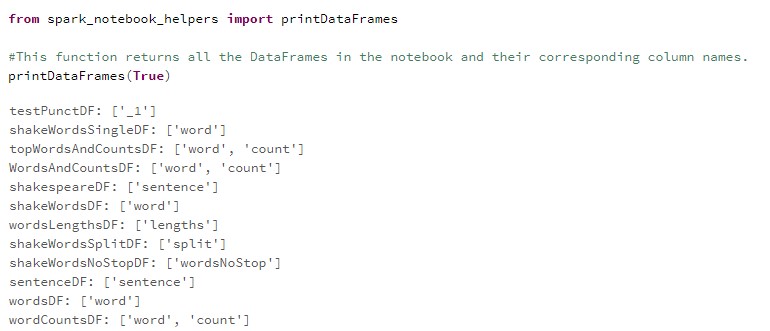 from spark_notebook_helpers import printDataFrames
#This function returns all the DataFrames in the notebook and their corresponding column names.
printDataFrames(True)
testPunctDF: ['_1']
shakeWordsSingleDF: ['word']
topWordsAndCountsDF: ['word', 'count']
WordsAndCountsDF: ['word', 'count']
shakespeareDF: ['sentence']
shakeWordsDF: ['word']
wordsLengthsDF: ['lengths']
shakeWordsSplitDF: ['split']
shakeWordsNoStopDF: ['wordsNoStop']
sentenceDF: ['sentence']
wordsDF: ['word']
wordCountsDF: ['word', 'count']